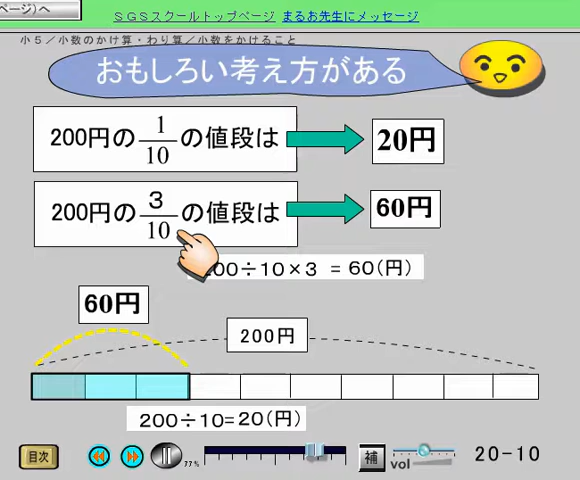 ページ)へ
SGSスクールトップページ まるお先生にメッセージ
小5/小数のかけ算・わり算/小数をかけること
おもしろい考え方がある
200円の 1/10 の値段は 20円
200円の 3/10 の値段は 60円
200÷10×3 =60(円)
60円
200円
200÷10=20(円)
目次
77%
補
vol
20-10